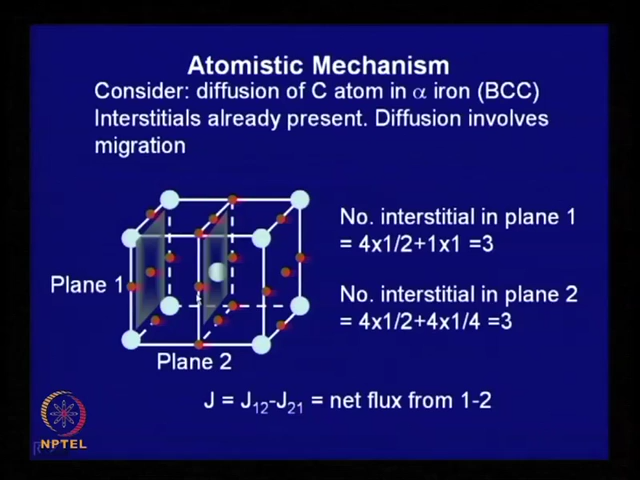 Atomistic Mechanism
Consider: diffusion of C atom in α iron (BCC)
Interstitials already present. Diffusion involves
migration
No. interstitial in plane 1
= 4x1/2+1x1 =3
Plane 1
No. interstitial in plane 2
= 4x1/2+4x1/4 =3
Plane 2
J = J12-J21 = net flux from 1-2
NPTEL